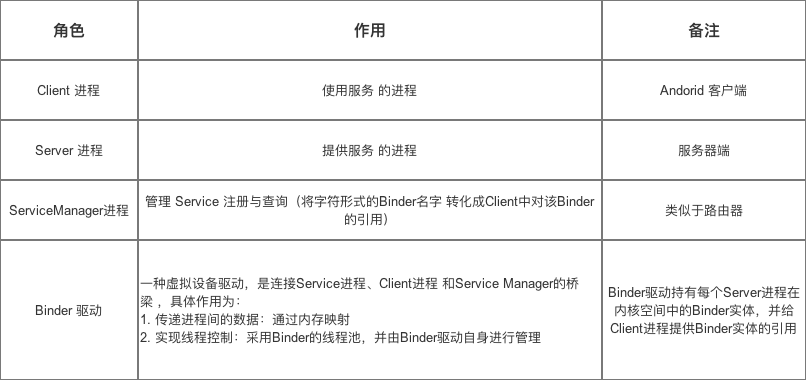 角色
作用
备注
Client 进程
使用服务 的进程
Andorid 客户端
Server 进程
提供服务 的进程
服务器端
ServiceManager进程
管理 Service 注册与查询（将字符形式的Binder名字 转化成Client中对该Binder
的引用）
类似于路由器
Binder 驱动
一种虚拟设备驱动，是连接Service进程、Client进程 和Service Manager的桥
梁 ，具体作用为：
1. 传递进程间的数据：通过内存映射
2. 实现线程控制：采用Binder的线程池，并由Binder驱动自身进行管理
Binder驱动持有每个Server进程在
内核空间中的Binder实体，并给
Client进程提供Binder实体的引用